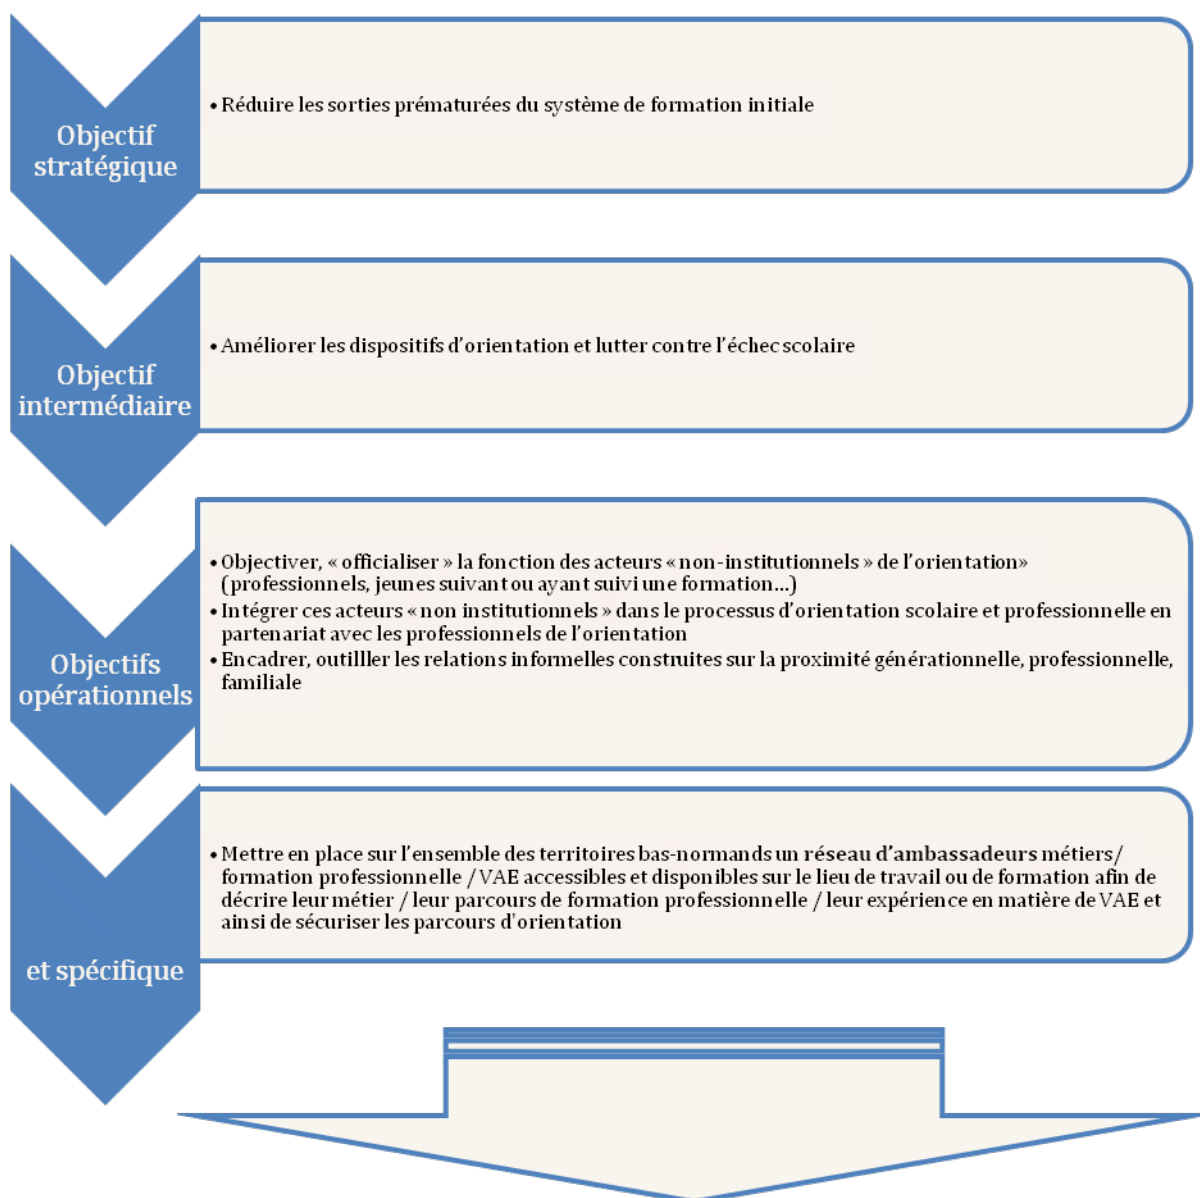 Objectif
stratégique
• Réduire les sorties prématurées du système de formation initiale
Objectif
intermédiaire
• Améliorer les dispositifs d'orientation et lutter contre l'échec scolaire
Objectifs
opérationnels
• Objectiver, « officialiser » la fonction des acteurs « non-institutionnels » de l'orientation»
(professionnels, jeunes suivant ou ayant suivi une formation...)
• Intégrer ces acteurs « non institutionnels » dans le processus d'orientation scolaire et professionnelle en
partenariat avec les professionnels de l'orientation
• Encadrer, outilller les relations informelles construites sur la proximité générationnelle, professionnelle,
familiale
et spécifique
• Mettre en place sur l'ensemble des territoires bas-normands un réseau d'ambassadeurs métiers/
formation professionnelle / VAE accessibles et disponibles sur le lieu de travail ou de formation afin de
décrire leur métier / leur parcours de formation professionnelle / leur expérience en matière de VAE et
ainsi de sécuriser les parcours d'orientation